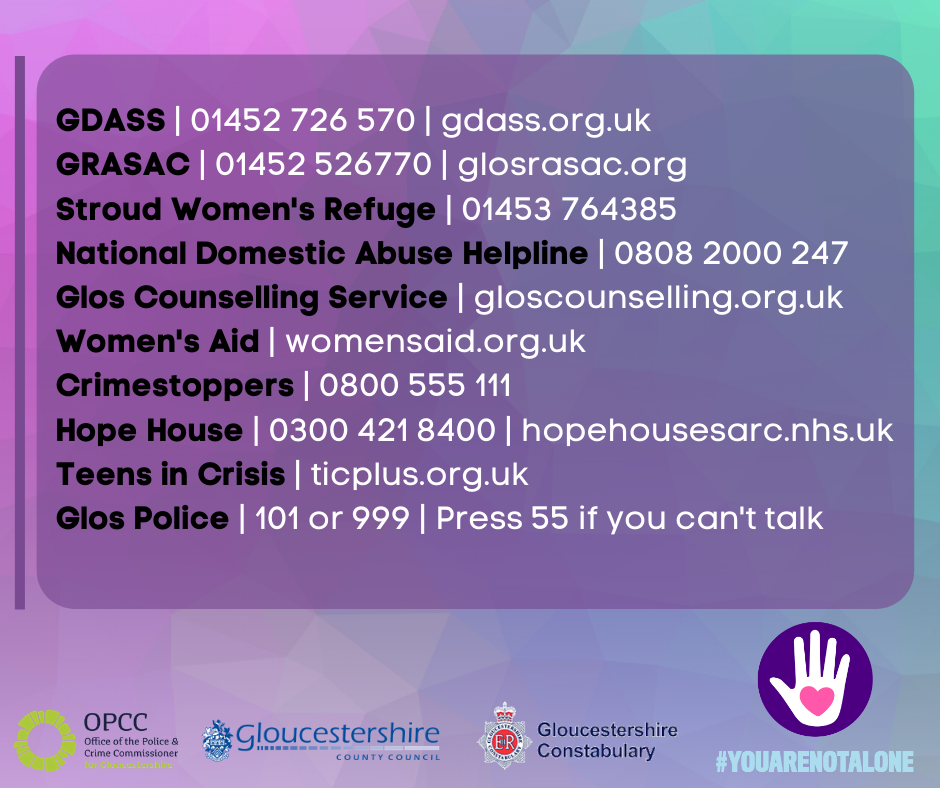 GDASS | 01452 726 570 | gdass.org.uk
GRASAC | 01452 526770 | glosrasac.org
Stroud Women's Refuge | 01453 764385
National Domestic Abuse Helpline | 0808 2000 247
Glos Counselling Service | gloscounselling.org.uk
Women's Aid | womensaid.org.uk
Crimestoppers | 0800 555 111
Hope House | 0300 421 8400 | hopehousesarc.nhs.uk
Teens in Crisis | ticplus.org.uk
Glos Police | 101 or 999 | Press 55 if you can't talk
OPCC
Office of the Police &
Crime Commissioner
for Gloucestershire
Gloucestershire
COUNTY COUNCIL
EiiR
Gloucestershire
Constabulary
#YOUARENOTALONE